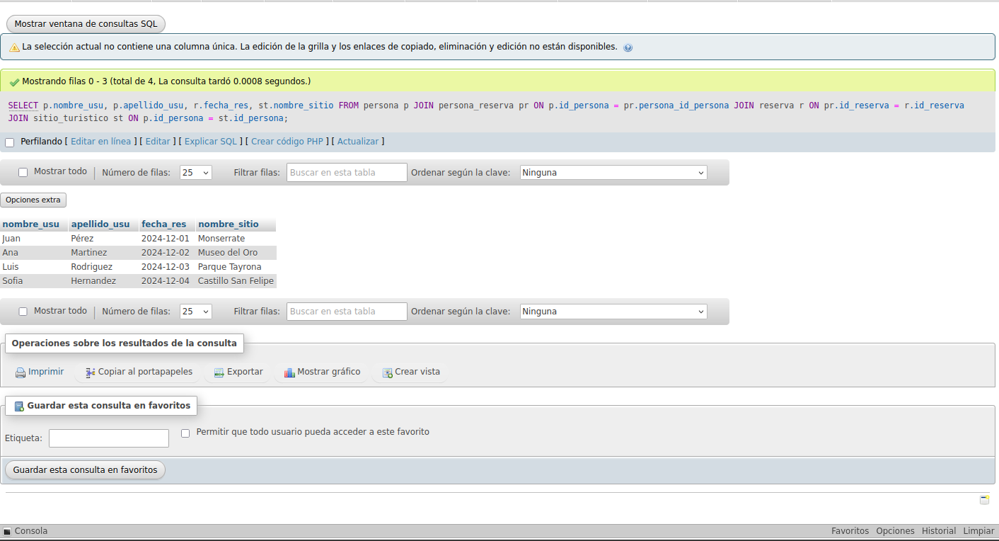 Mostrar ventana de consultas SQL
La selección actual no contiene una columna única. La edición de la grilla y los enlaces de copiado, eliminación y edición no están disponibles.
Mostrando filas 0 - 3 (total de 4, La consulta tardó 0.0008 segundos.)
SELECT p.nombre_usu, p.apellido_usu, r.fecha_res, st.nombre_sitio FROM persona p JOIN persona_reserva pr ON p.id_persona = pr.persona_id_persona JOIN reserva r ON pr.id_reserva = r.id_reserva
JOIN sitio_turistico st ON p.id_persona = st.id_persona;
Perfilando [ Editar en línea ] [ Editar ] [ Explicar SQL ] [ Crear código PHP ] [ Actualizar ]
Mostrar todo Número de filas: 25 Filtrar filas: Buscar en esta tabla Ordenar según la clave: Ninguna
Opciones extra
nombre_usu apellido_usu fecha_res nombre_sitio
Juan Pérez 2024-12-01 Monserrate
Ana Martinez 2024-12-02 Museo del Oro
Luis Rodriguez 2024-12-03 Parque Tayrona
Sofia Hernandez 2024-12-04 Castillo San Felipe
Mostrar todo Número de filas: 25 Filtrar filas: Buscar en esta tabla Ordenar según la clave: Ninguna
Operaciones sobre los resultados de la consulta
Imprimir Copiar al portapapeles Exportar Mostrar gráfico Crear vista
Guardar esta consulta en favoritos
Etiqueta: Permitir que todo usuario pueda acceder a este favorito
Guardar esta consulta en favoritos
Consola Favoritos Opciones Historial Limpiar